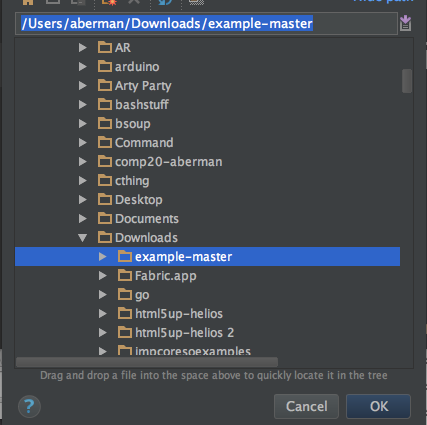 Hide path
/Users/aberman/Downloads/example-master
AR
arduino
Arty Party
bashstuff
bsoup
Command
comp20-aberman
cthing
Desktop
Documents
Downloads
example-master
Fabric.app
go
html5up-helios
html5up-helios 2
Drag and drop a file into the space above to quickly locate it in the tree
?
Cancel
OK